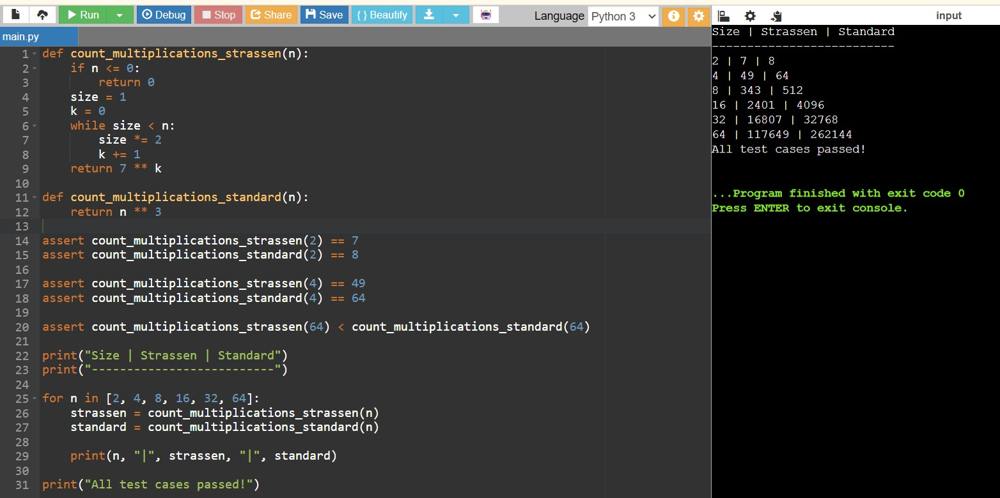 Run Debug Stop Share Save { } Beautify Language Python 3
main.py
1 def count_multiplications_strassen(n):
2     if n <= 0:
3         return 0
4     size = 1
5     k = 0
6     while size < n:
7         size *= 2
8         k += 1
9     return 7 ** k
10
11 def count_multiplications_standard(n):
12     return n ** 3
13
14 assert count_multiplications_strassen(2) == 7
15 assert count_multiplications_standard(2) == 8
16
17 assert count_multiplications_strassen(4) == 49
18 assert count_multiplications_standard(4) == 64
19
20 assert count_multiplications_strassen(64) < count_multiplications_standard(64)
21
22 print("Size | Strassen | Standard")
23 print("--------------------------")
24
25 for n in [2, 4, 8, 16, 32, 64]:
26     strassen = count_multiplications_strassen(n)
27     standard = count_multiplications_standard(n)
28
29     print(n, "|", strassen, "|", standard)
30
31 print("All test cases passed!")
input
Size | Strassen | Standard
--------------------------
2 | 7 | 8
4 | 49 | 64
8 | 343 | 512
16 | 2401 | 4096
32 | 16807 | 32768
64 | 117649 | 262144
All test cases passed!
...Program finished with exit code 0
Press ENTER to exit console.